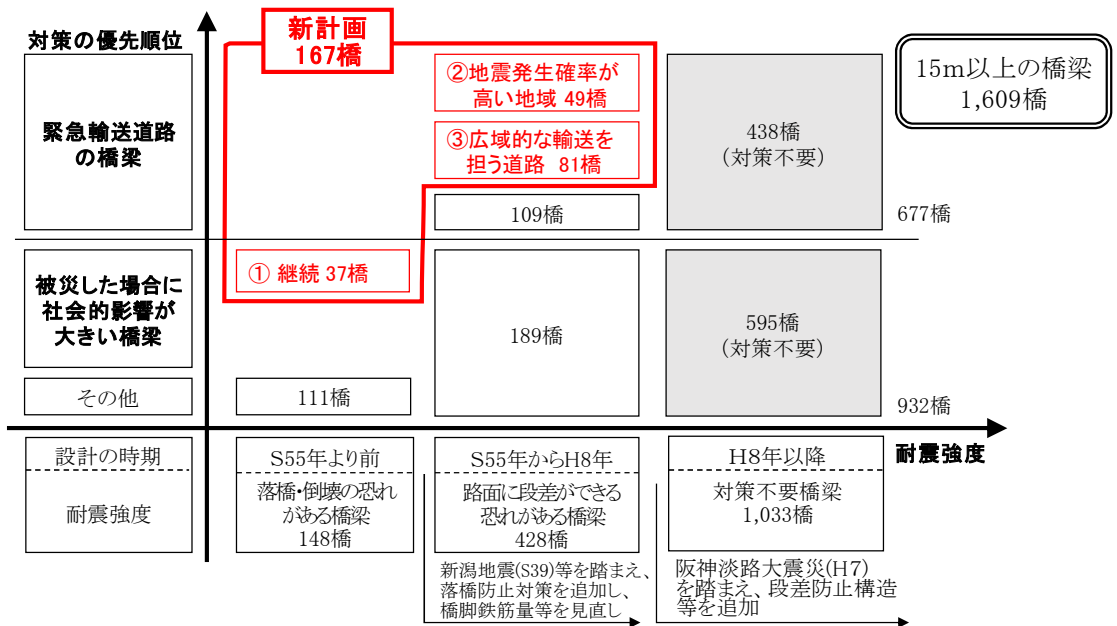 対策の優先順位
新計画
167橋
15m以上の橋梁
1,609橋
緊急輸送道路
の橋梁
②地震発生確率が
高い地域 49橋
③広域的な輸送を
担う道路 81橋
109橋
438橋
(対策不要)
677橋
被災した場合に
社会的影響が
大きい橋梁
① 継続 37橋
189橋
595橋
(対策不要)
その他
111橋
932橋
耐震強度
設計の時期
S55年より前
S55年からH8年
H8年以降
耐震強度
落橋・倒壊の恐れ
がある橋梁
148橋
路面に段差ができる
恐れがある橋梁
428橋
対策不要橋梁
1,033橋
新潟地震(S39)等を踏まえ、
落橋防止対策を追加し、
橋脚鉄筋量等を見直し
阪神淡路大震災(H7)
を踏まえ、段差防止構造
等を追加